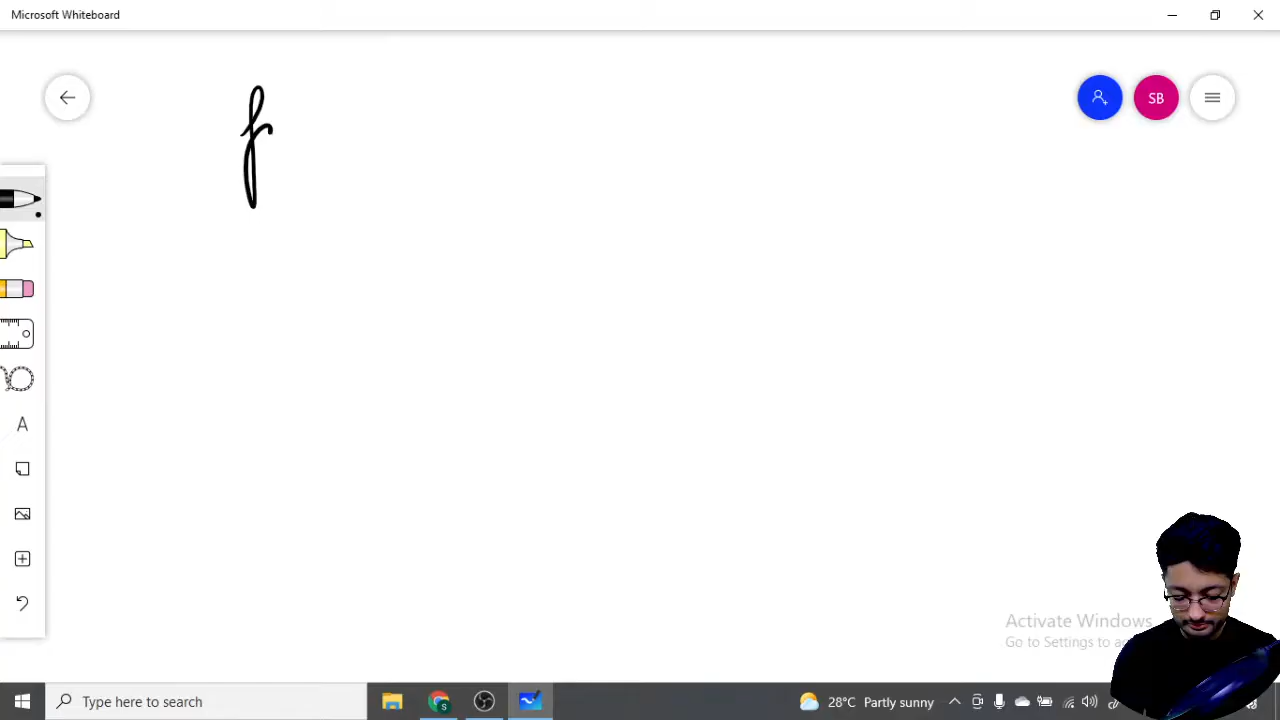 Microsoft Whiteboard
f
SB
A
Activate Windows
Go to Settings to a
Type here to search
28°C Partly sunny